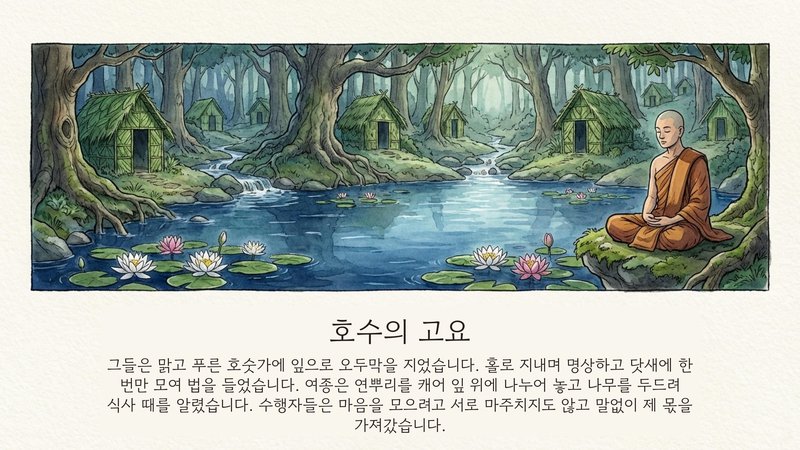 호수의 고요
그들은 맑고 푸른 호숫가에 잎으로 오두막을 지었습니다. 홀로 지내며 명상하고 닷새에 한
번만 모여 법을 들었습니다. 여종은 연뿌리를 캐어 잎 위에 나누어 놓고 나무를 두드려
식사 때를 알렸습니다. 수행자들은 마음을 모으려고 서로 마주치지도 않고 말없이 제 몫을
가져갔습니다.